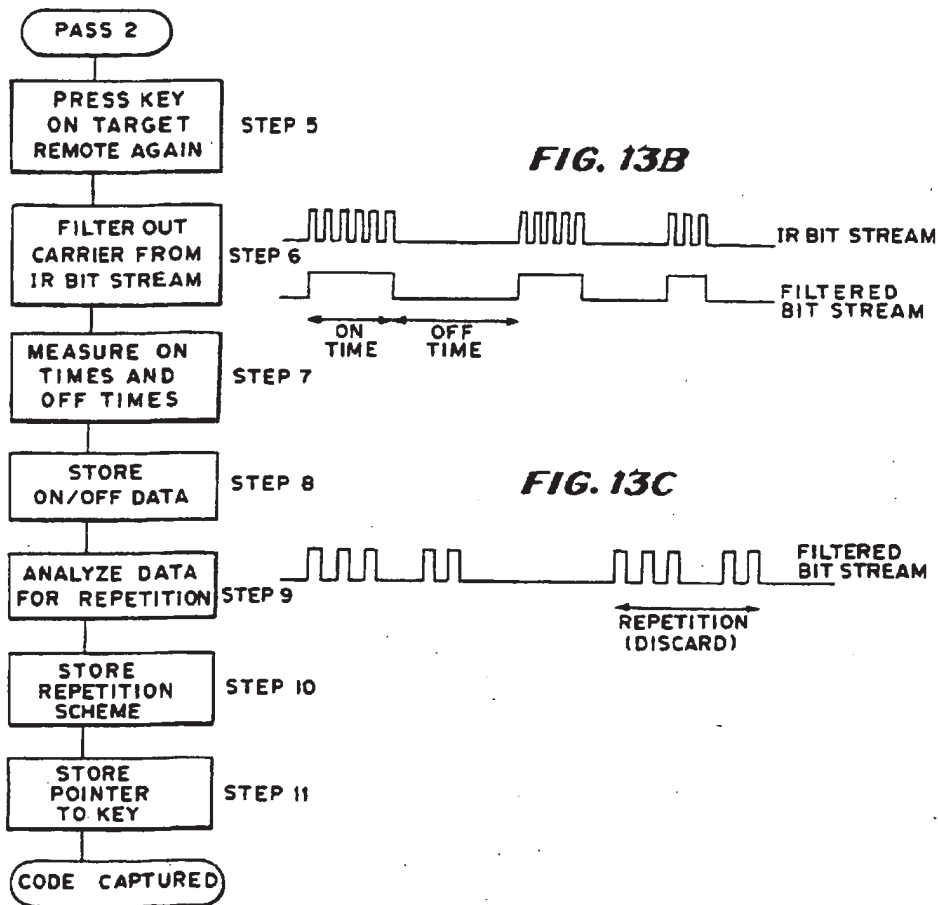 PASS 2
PRESS KEY
ON TARGET
REMOTE AGAIN
STEP 5
FILTER OUT
CARRIER FROM
IR BIT STREAM
STEP 6
MEASURE ON
TIMES AND
OFF TIMES
STEP 7
STORE
ON/OFF DATA
STEP 8
ANALYZE DATA
FOR REPETITION
STEP 9
STORE
REPETITION
SCHEME
STEP 10
STORE
POINTER
TO KEY
STEP 11
CODE CAPTURED
FIG. 13B
IR BIT STREAM
FILTERED
BIT STREAM
ON
TIME
OFF
TIME
FIG. 13C
FILTERED
BIT STREAM
REPETITION
(DISCARD)